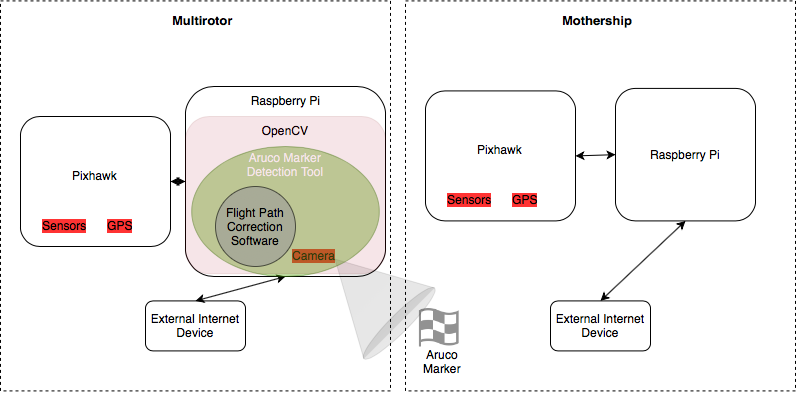 Multirotor
Raspberry Pi
OpenCV
Aruco Marker
Detection Tool
Pixhawk
Flight Path
Correction
Software
Sensors
GPS
Camera
External Internet
Device
Aruco
Marker
Mothership
Pixhawk
Raspberry Pi
Sensors
GPS
External Internet
Device